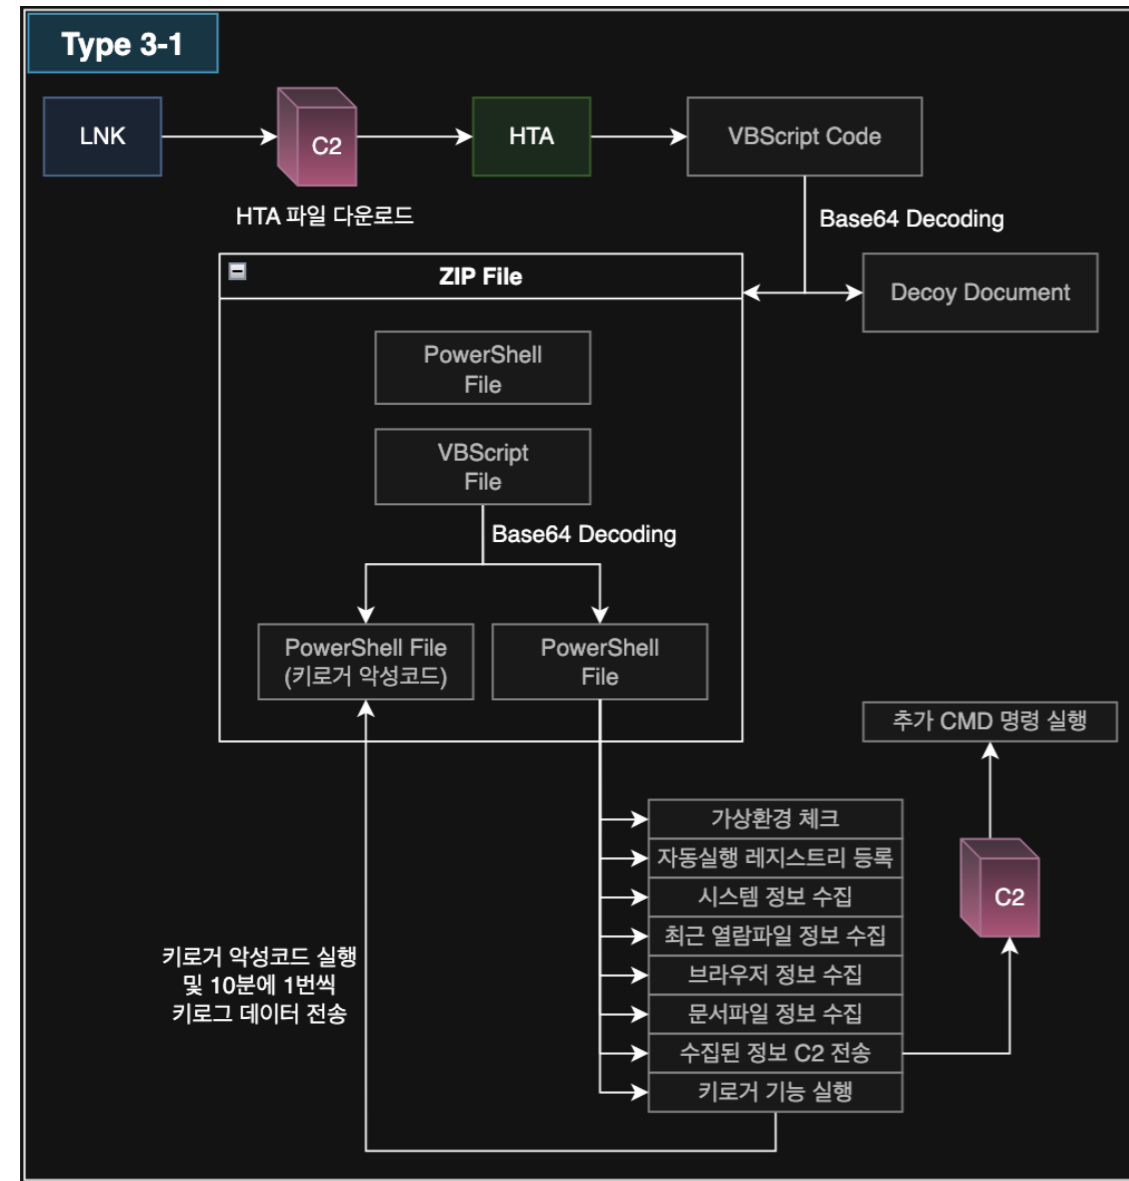 Type 3-1
LNK
C2
HTA
VBScript Code
HTA 파일 다운로드
Base64 Decoding
ZIP File
Decoy Document
PowerShell
File
VBScript
File
Base64 Decoding
PowerShell File
(키로거 악성코드)
PowerShell
File
추가 CMD 명령 실행
가상환경 체크
자동실행 레지스트리 등록
시스템 정보 수집
C2
최근 열람파일 정보 수집
브라우저 정보 수집
문서파일 정보 수집
수집된 정보 C2 전송
키로거 기능 실행
키로거 악성코드 실행
및 10분에 1번씩
키로그 데이터 전송